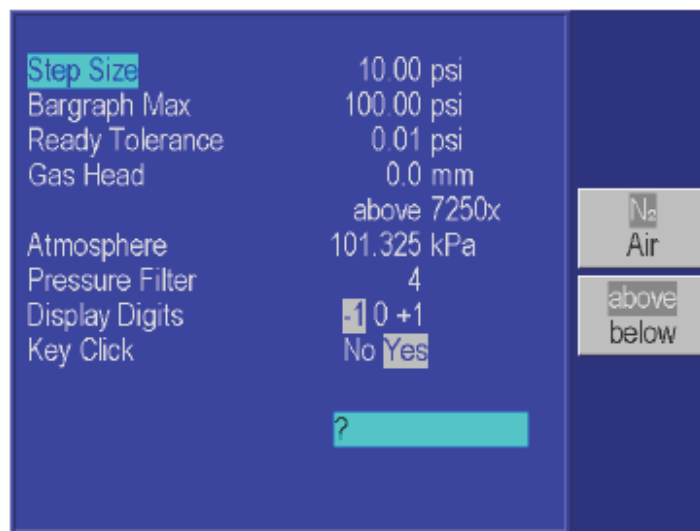 Step Size 10.00 psi
Bargraph Max 100.00 psi
Ready Tolerance 0.01 psi
Gas Head 0.0 mm
above 7250x
Atmosphere 101.325 kPa
Pressure Filter 4
Display Digits -1 0 +1
Key Click No Yes
?
N₂
Air
above
below